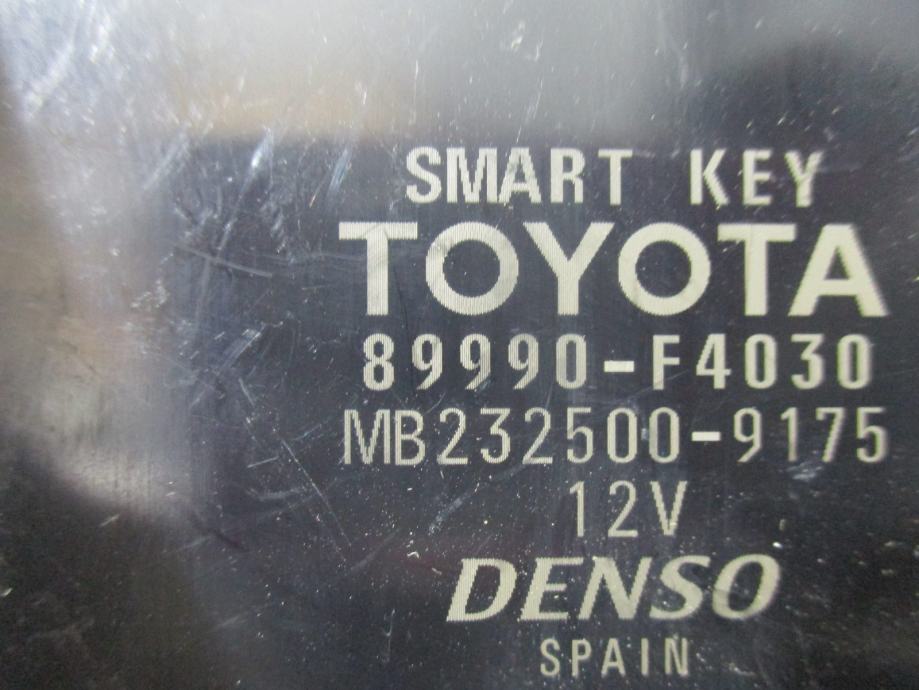 SMART KEY
TOYOTA
89990-F4030
MB232500-9175
12V
DENSO
SPAIN